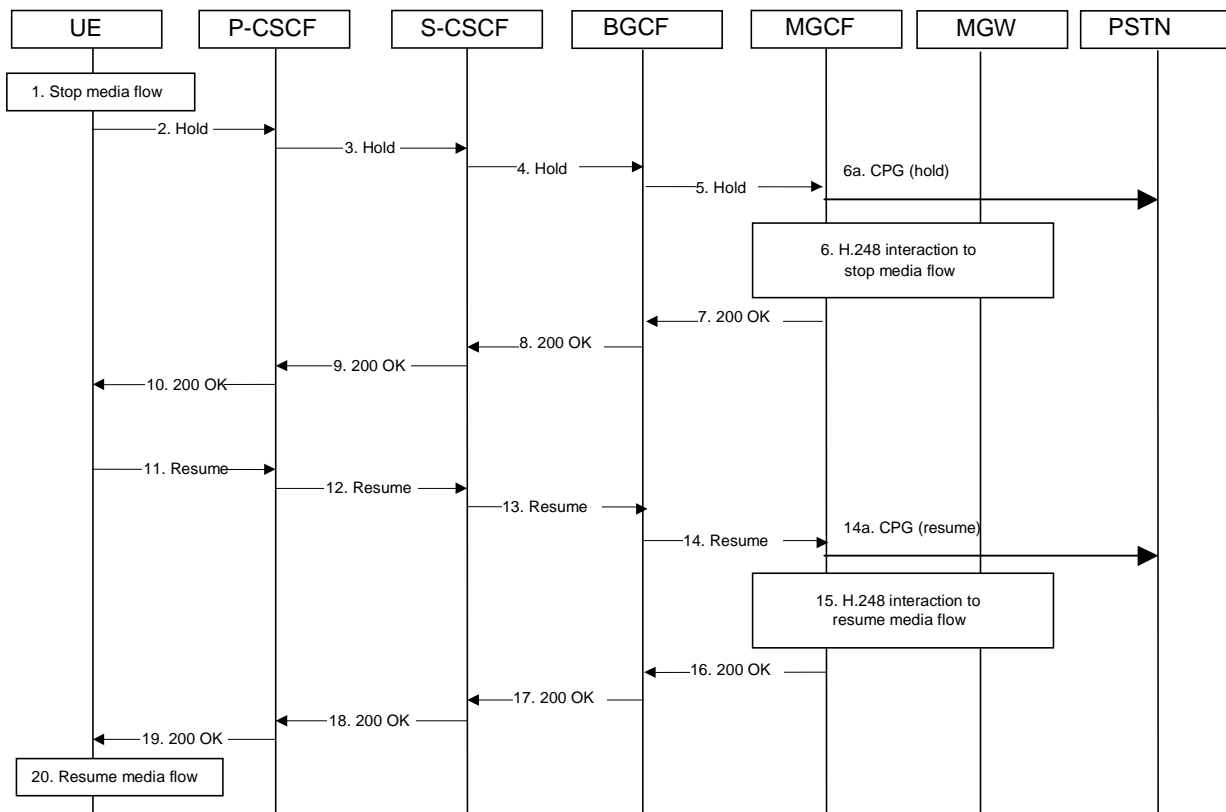 UE
P-CSCF
S-CSCF
BGCF
MGCF
MGW
PSTN
1. Stop media flow
2. Hold
3. Hold
4. Hold
5. Hold
6a. CPG (hold)
6. H.248 interaction to
stop media flow
7. 200 OK
8. 200 OK
9. 200 OK
10. 200 OK
11. Resume
12. Resume
13. Resume
14. Resume
14a. CPG (resume)
15. H.248 interaction to
resume media flow
16. 200 OK
17. 200 OK
18. 200 OK
19. 200 OK
20. Resume media flow